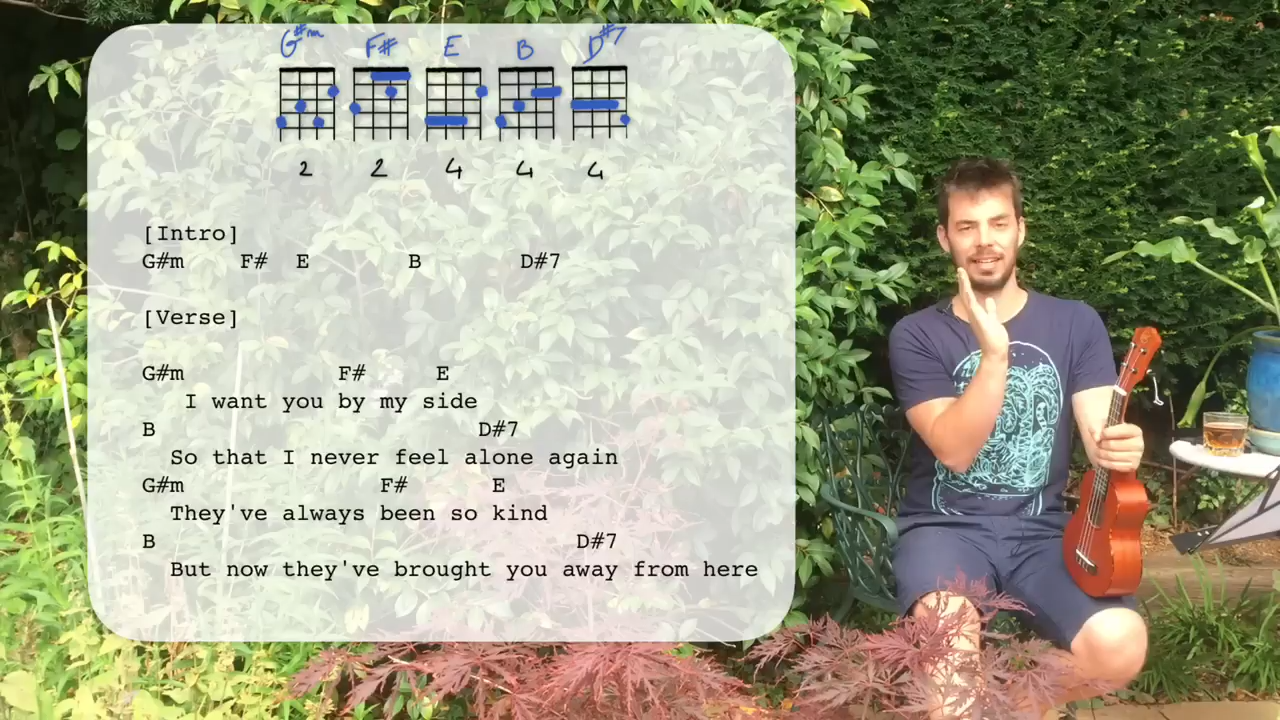 G#m F# E B D#7
2 2 4 4 4
[Intro]
G#m F# E B D#7
[Verse]
G#m F# E
I want you by my side
B D#7
So that I never feel alone again
G#m F# E
They've always been so kind
B D#7
But now they've brought you away from here